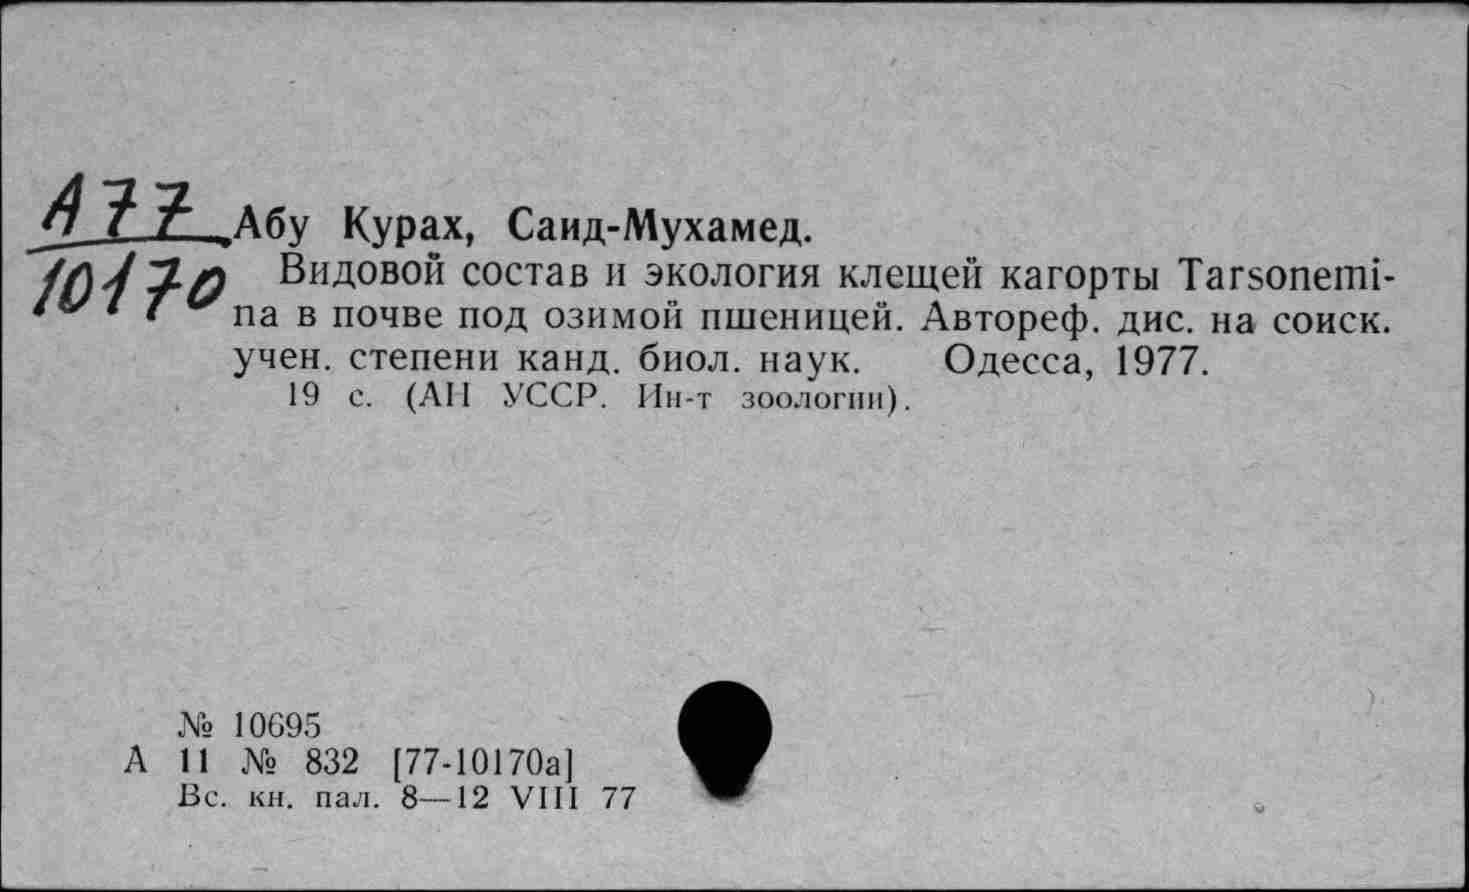 А77
10170
Абу Курах, Саид-Мухамед.
Видовой состав и экология клещей кагорты Tarsonemi-
na в почве под озимой пшеницей. Автореф. дис. на соиск.
учен. степени канд. биол. наук. Одесса, 1977.
19 с. (АН УССР. Ин-т зоологии).
№ 10695
А 11 № 832 [77-10170а]
Вс. кн. пал. 8—12 VIII 77